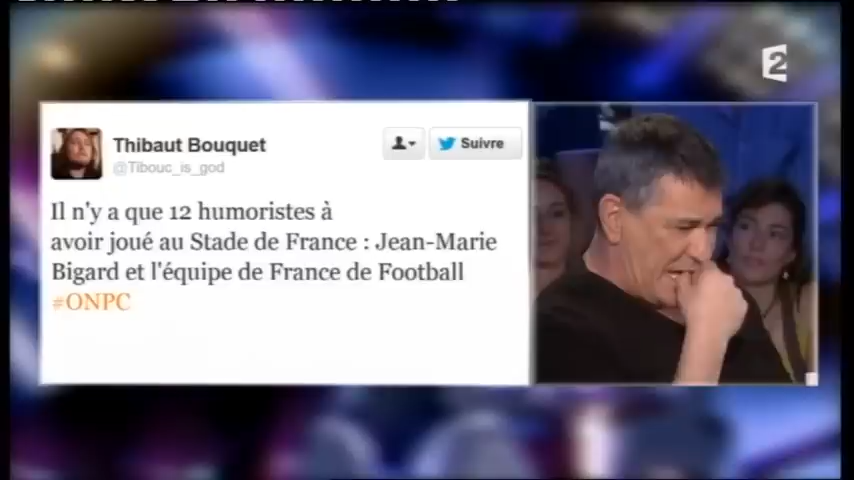 2
Thibaut Bouquet
@Tibouc_is_god
Suivre
Il n'y a que 12 humoristes à
avoir joué au Stade de France : Jean-Marie
Bigard et l'équipe de France de Football
#ONPC